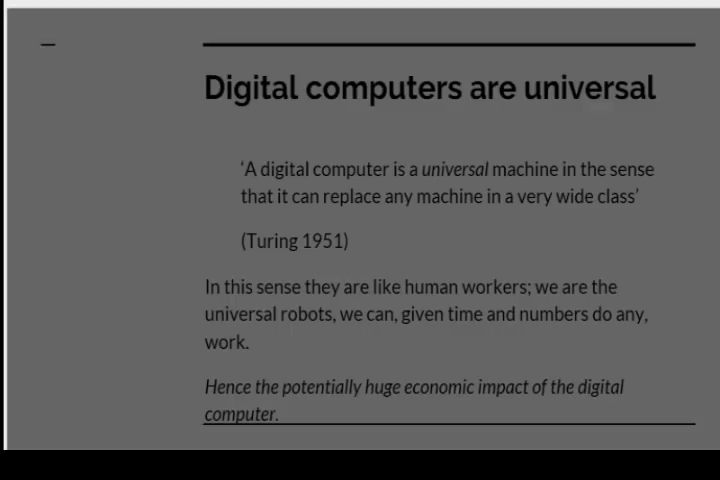 Digital computers are universal
‘A digital computer is a universal machine in the sense
that it can replace any machine in a very wide class’
(Turing 1951)
In this sense they are like human workers; we are the
universal robots, we can, given time and numbers do any,
work.
Hence the potentially huge economic impact of the digital
computer.